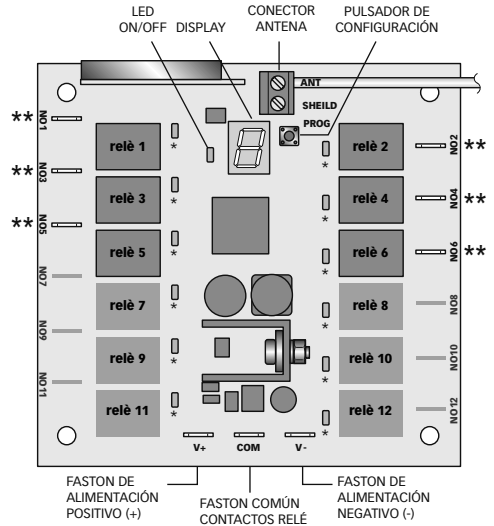 LED
ON/OFF
DISPLAY
CONECTOR
ANTENA
PULSADOR DE
CONFIGURACIÓN
ANT
SHEILD
PROG
**
NO1
relè 1
*
relè 2
*
NO2
**
**
NO3
relè 3
*
relè 4
*
NO4
**
**
NO5
relè 5
*
relè 6
*
NO6
**
NO7
relè 7
*
relè 8
*
NO8
NO9
relè 9
*
relè 10
*
NO10
NO11
relè 11
*
relè 12
*
NO12
V+
COM
V-
FASTON DE
ALIMENTACIÓN
POSITIVO (+)
FASTON COMÚN
CONTACTOS RELÉ
FASTON DE
ALIMENTACIÓN
NEGATIVO (-)